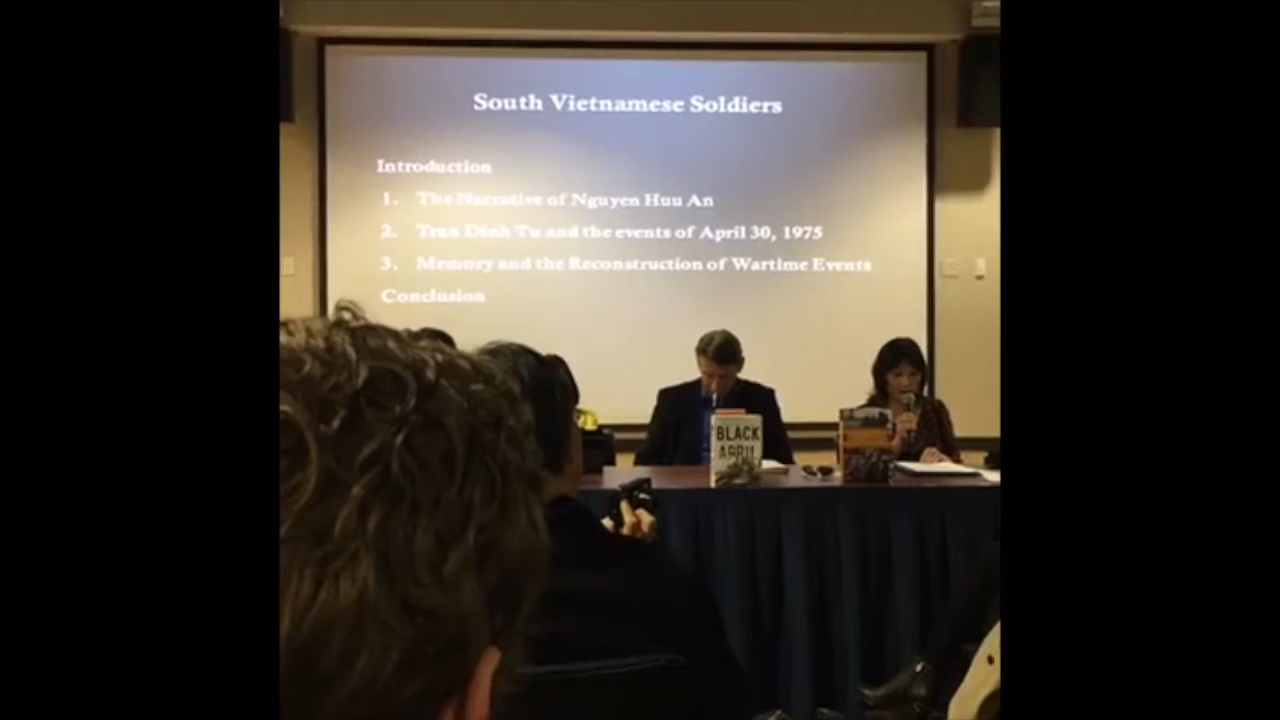 South Vietnamese Soldiers
Introduction
1. The Narrative of Nguyen Huu An
2. Tran Dinh Tu and the events of April 30, 1975
3. Memory and the Reconstruction of Wartime Events
Conclusion
BLACK
APRIL